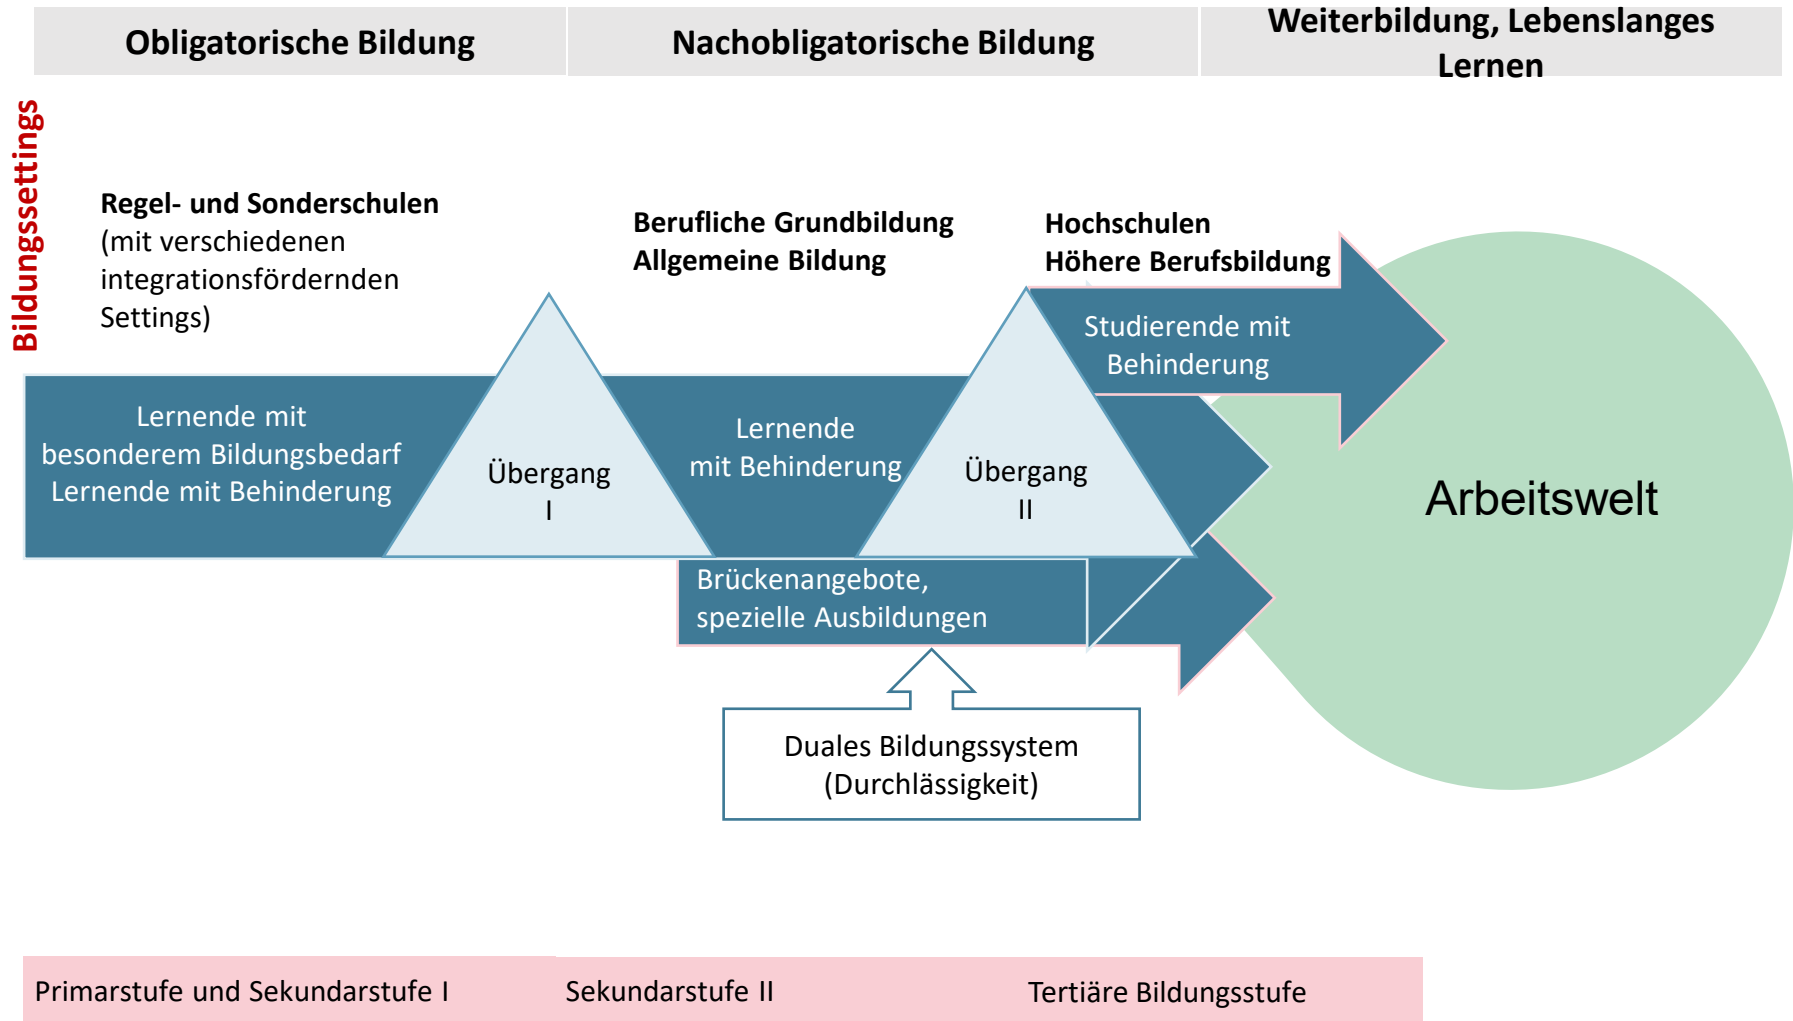 Obligatorische Bildung
Nachobligatorische Bildung
Weiterbildung, Lebenslanges
Lernen
Bildungssettings
Regel- und Sonderschulen
(mit verschiedenen
integrationsfördernden
Settings)
Berufliche Grundbildung
Allgemeine Bildung
Hochschulen
Höhere Berufsbildung
Studierende mit
Behinderung
Lernende mit
besonderem Bildungsbedarf
Lernende mit Behinderung
Übergang
I
Lernende
mit Behinderung
Übergang
II
Arbeitswelt
Brückenangebote,
spezielle Ausbildungen
Duales Bildungssystem
(Durchlässigkeit)
Primarstufe und Sekundarstufe I
Sekundarstufe II
Tertiäre Bildungsstufe